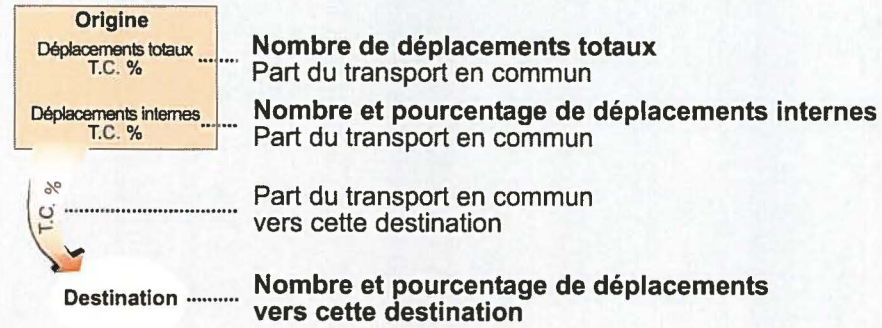 Origine
Déplacements totaux
T.C. %
Nombre de déplacements totaux
Part du transport en commun
Déplacements internes
T.C. %
Nombre et pourcentage de déplacements internes
Part du transport en commun
T.C. %
Part du transport en commun
vers cette destination
Destination
Nombre et pourcentage de déplacements
vers cette destination